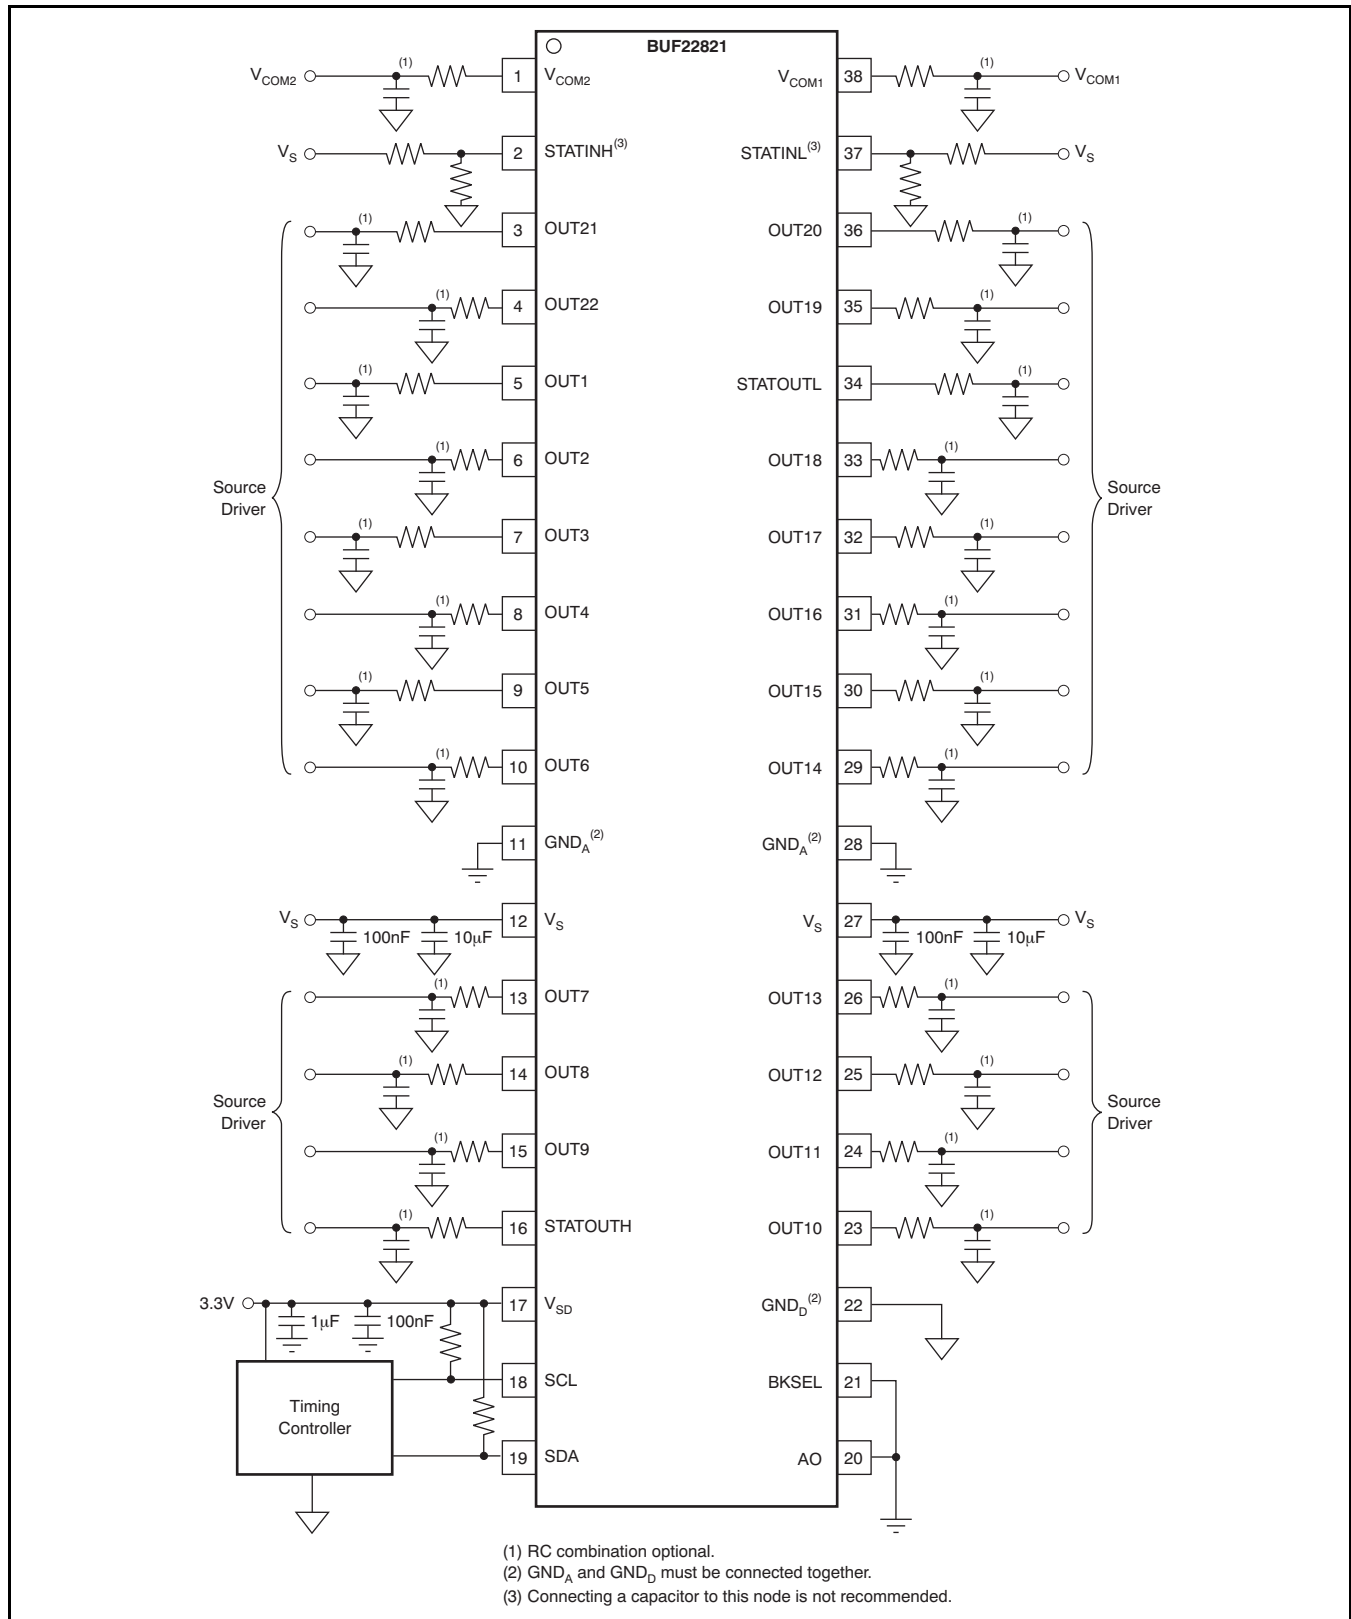 BUF22821
V_COM2 (1) 1 V_COM2 V_COM1 38 (1) V_COM1
V_S 2 STATINH(3) STATINL(3) 37 V_S
(1) 3 OUT21 OUT20 36 (1)
(1) 4 OUT22 OUT19 35 (1)
(1) 5 OUT1 STATOUTL 34 (1)
(1) 6 OUT2 OUT18 33 (1)
Source
Driver
Source
Driver
(1) 7 OUT3 OUT17 32 (1)
(1) 8 OUT4 OUT16 31 (1)
(1) 9 OUT5 OUT15 30 (1)
(1) 10 OUT6 OUT14 29 (1)
11 GND_A(2) GND_A(2) 28
V_S 100nF 10μF 12 V_S V_S 27 100nF 10μF V_S
(1) 13 OUT7 OUT13 26 (1)
(1) 14 OUT8 OUT12 25 (1)
Source
Driver
Source
Driver
(1) 15 OUT9 OUT11 24 (1)
(1) 16 STATOUTH OUT10 23 (1)
3.3V 1μF 100nF 17 V_SD GND_D(2) 22
18 SCL BKSEL 21
Timing
Controller
19 SDA AO 20
(1) RC combination optional.
(2) GND_A and GND_D must be connected together.
(3) Connecting a capacitor to this node is not recommended.